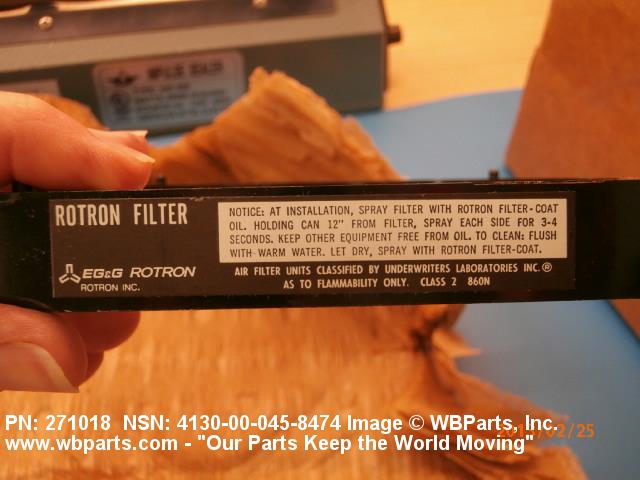 ROTRON FILTER
NOTICE: AT INSTALLATION, SPRAY FILTER WITH ROTRON FILTER-COAT
OIL. HOLDING CAN 12" FROM FILTER, SPRAY EACH SIDE FOR 3-4
SECONDS. KEEP OTHER EQUIPMENT FREE FROM OIL. TO CLEAN: FLUSH
WITH WARM WATER. LET DRY, SPRAY WITH ROTRON FILTER-COAT.
EG&G ROTRON
ROTRON INC.
AIR FILTER UNITS CLASSIFIED BY UNDERWRITERS LABORATORIES INC.®
AS TO FLAMMABILITY ONLY. CLASS 2 860N
PN: 271018 NSN: 4130-00-045-8474 Image © WBParts, Inc.
www.wbparts.com - "Our Parts Keep the World Moving"